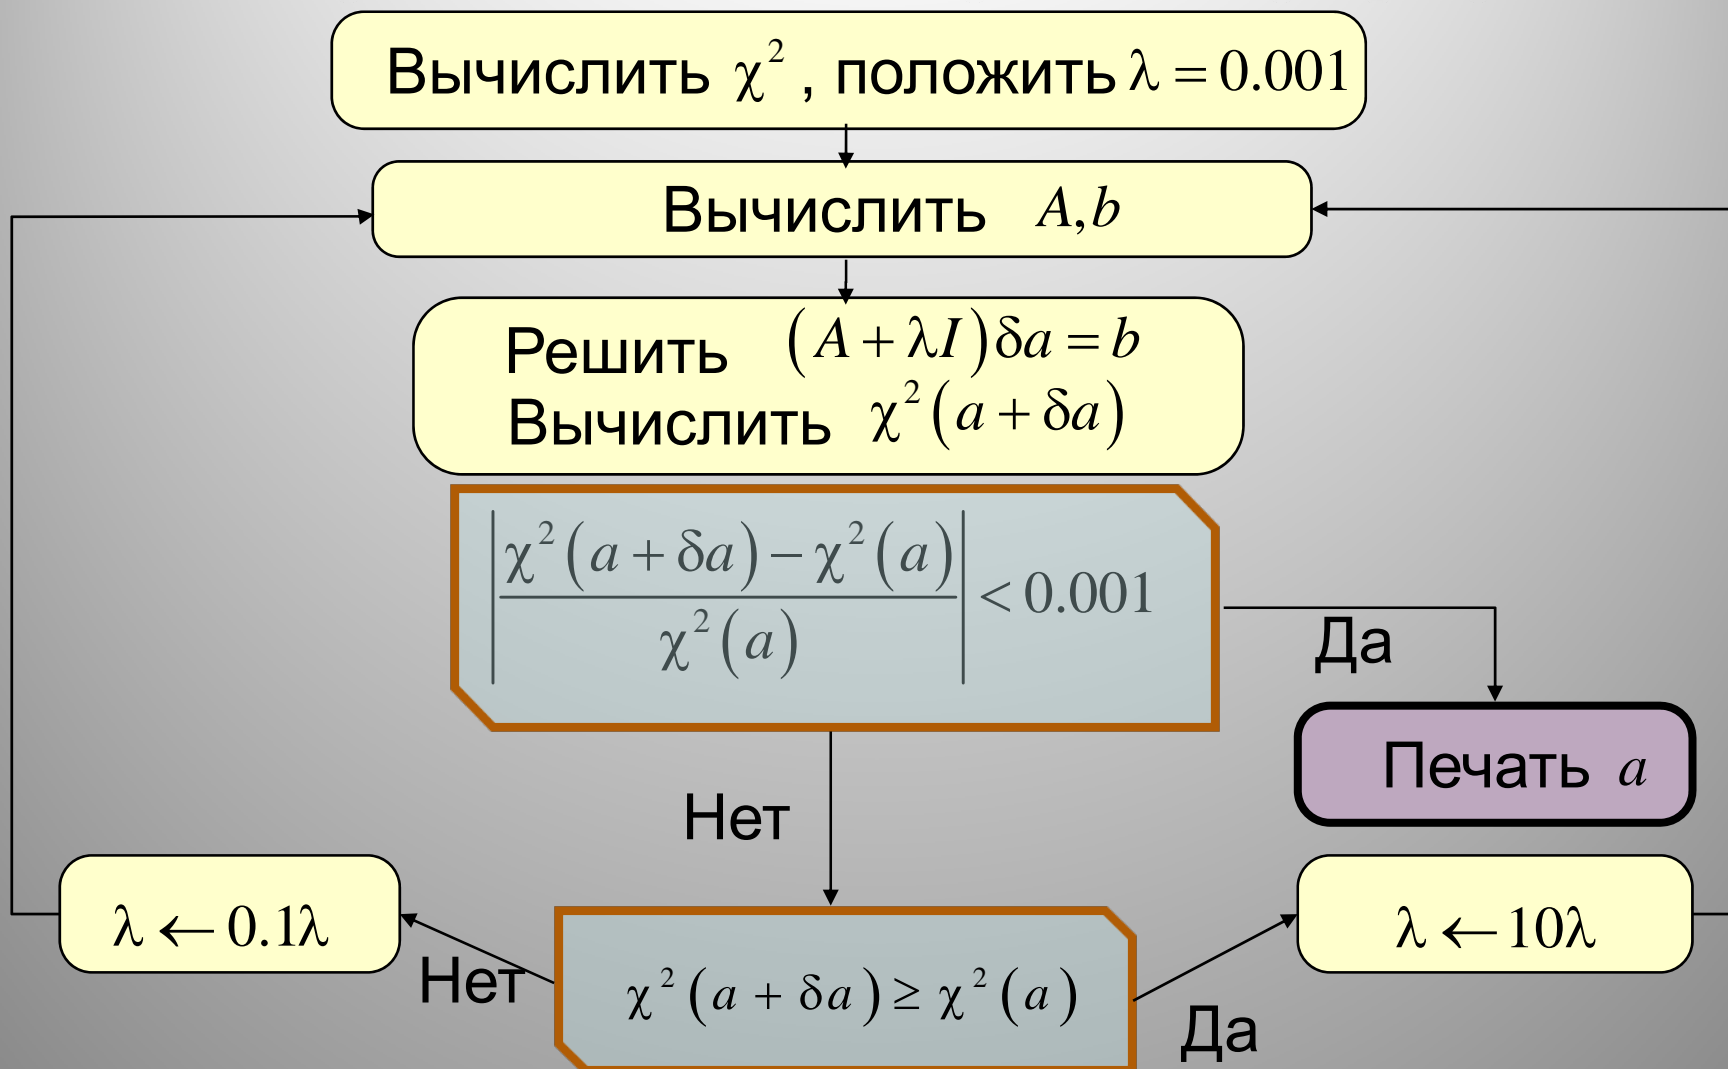 Вычислить χ², положить λ = 0.001
Вычислить A,b
Решить (A + λI)δa = b
Вычислить χ²(a + δa)
|(χ²(a + δa) − χ²(a)) / χ²(a)| < 0.001
Да
Печать a
Нет
λ ← 0.1λ
λ ← 10λ
Нет
χ²(a + δa) ≥ χ²(a)
Да